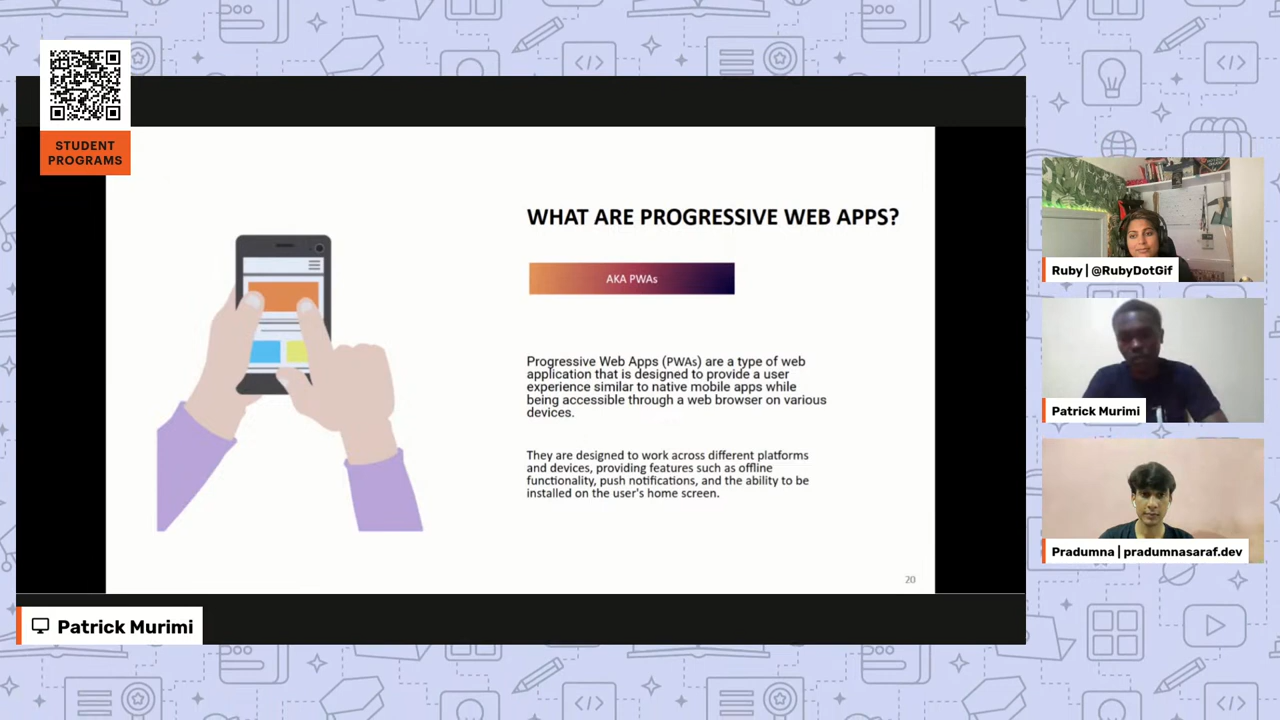 STUDENT
PROGRAMS
WHAT ARE PROGRESSIVE WEB APPS?
AKA PWAs
Progressive Web Apps (PWAs) are a type of web
application that is designed to provide a user
experience similar to native mobile apps while
being accessible through a web browser on various
devices.
They are designed to work across different platforms
and devices, providing features such as offline
functionality, push notifications, and the ability to be
installed on the user's home screen.
20
Patrick Murimi
Ruby | @RubyDotGif
Patrick Murimi
Pradumna | pradumnasaraf.dev